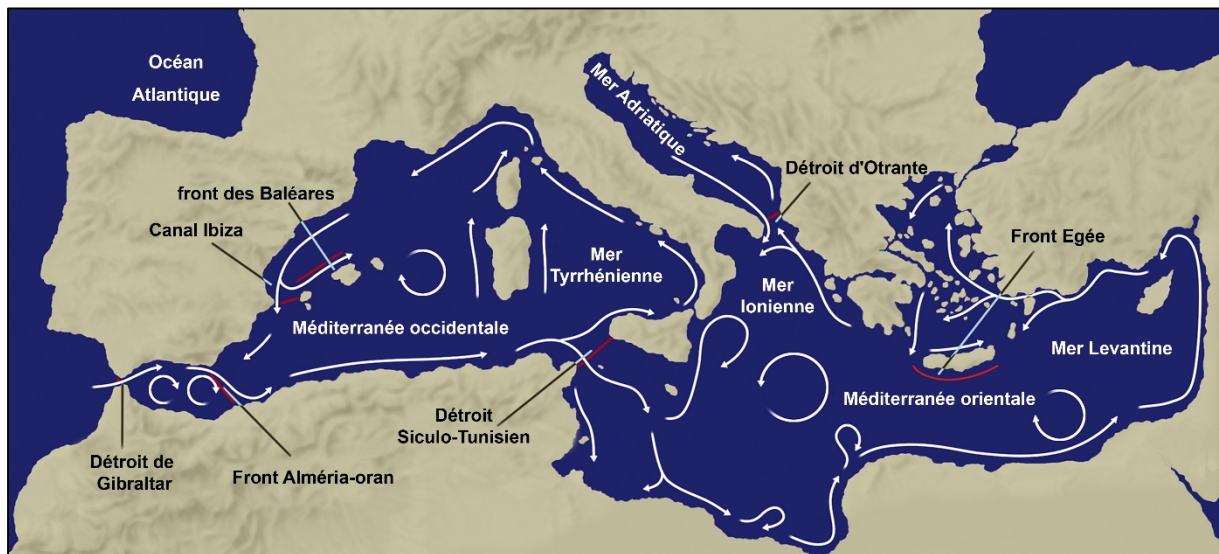 Océan
Atlantique
Mer Adriatique
Détroit d'Otrante
front des Baléares
Canal Ibiza
Front Egée
Mer
Tyrrhénienne
Mer
Ionienne
Méditerranée occidentale
Mer Levantine
Méditerranée orientale
Détroit
Siculo-Tunisien
Détroit de
Gibraltar
Front Alméria-oran